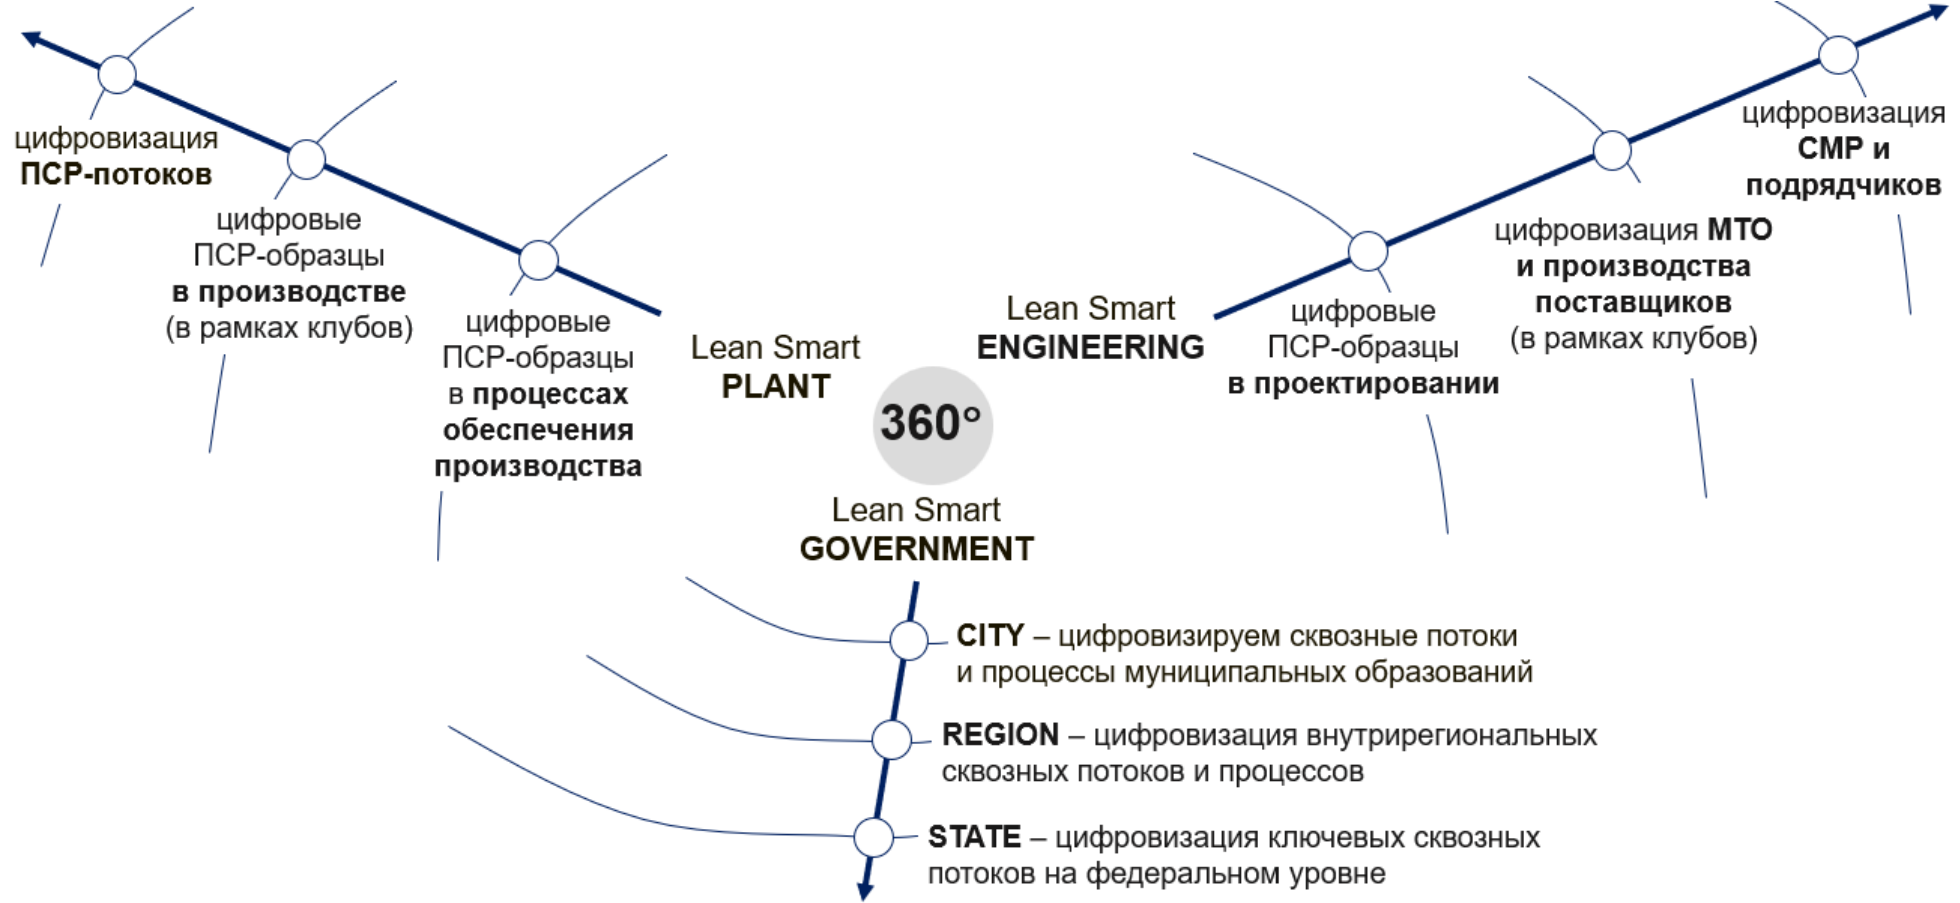 цифровизация
ПСР-потоков
цифровые
ПСР-образцы
в производстве
(в рамках клубов)
цифровые
ПСР-образцы
в процессах
обеспечения
производства
Lean Smart
PLANT
360°
Lean Smart
ENGINEERING
цифровые
ПСР-образцы
в проектировании
цифровизация МТО
и производства
поставщиков
(в рамках клубов)
цифровизация
СМР и
подрядчиков
Lean Smart
GOVERNMENT
CITY – цифровизируем сквозные потоки
и процессы муниципальных образований
REGION – цифровизация внутрирегиональных
сквозных потоков и процессов
STATE – цифровизация ключевых сквозных
потоков на федеральном уровне